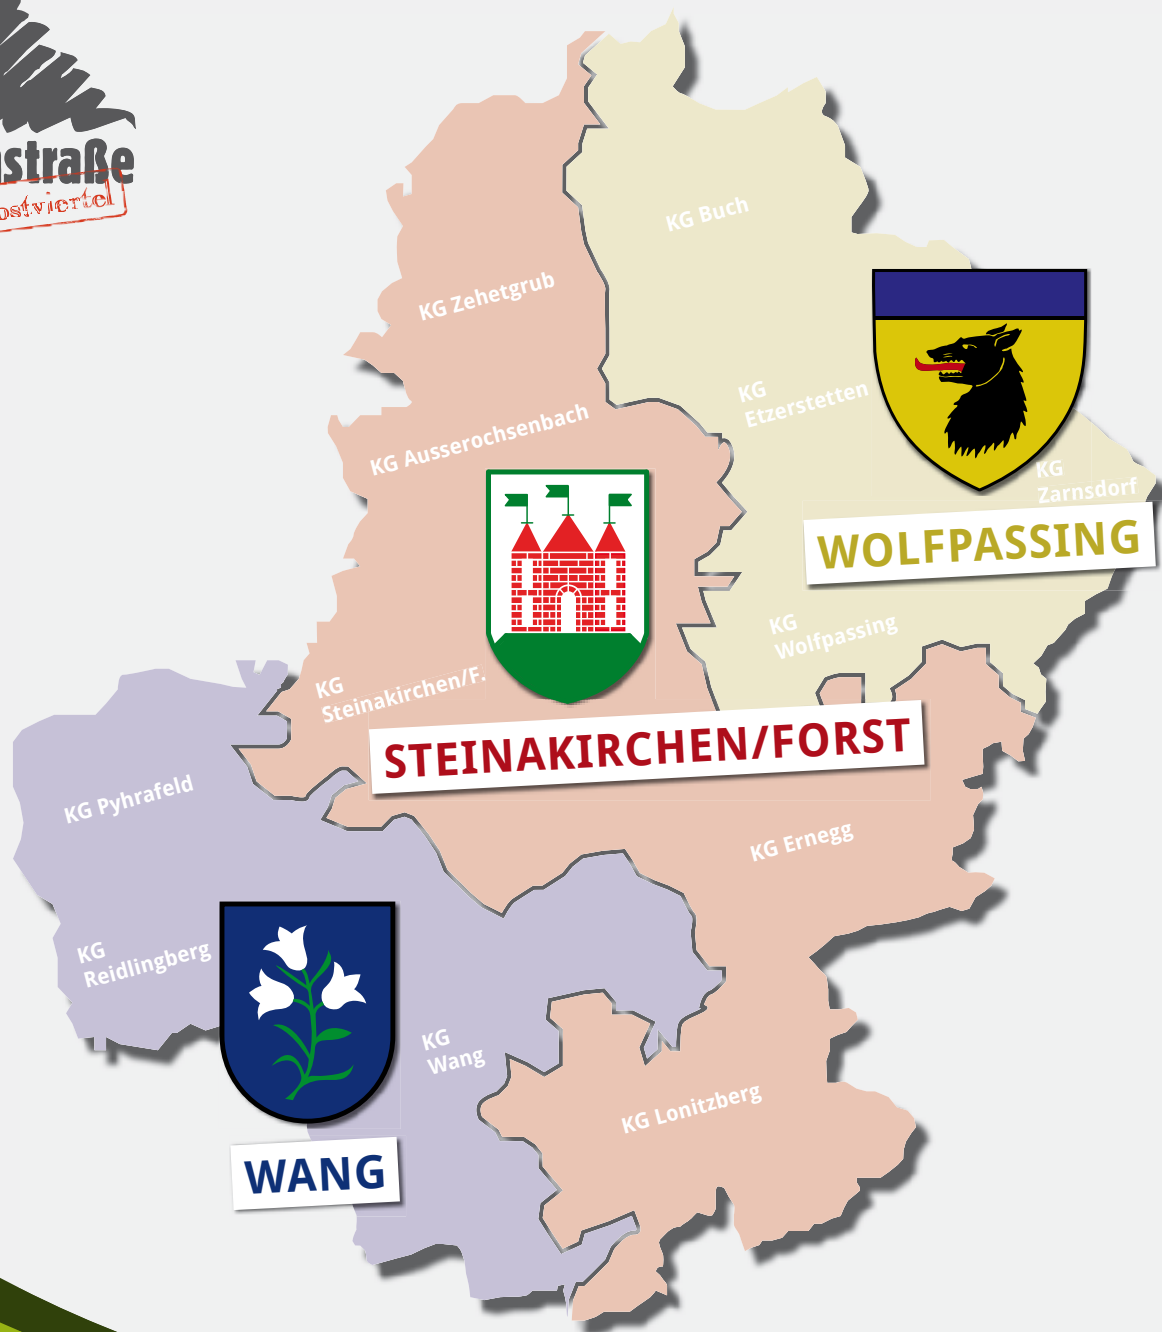 straße
ostviertel
KG Buch
KG Zehetgrub
KG
Etzerstetten
KG Ausserochsenbach
KG
Zarnsdorf
WOLFPASSING
KG
Wolfpassing
KG
Steinakirchen/F.
STEINAKIRCHEN/FORST
KG Pyhrafeld
KG Ernegg
KG
Reidlingberg
KG
Wang
KG Lonitzberg
WANG